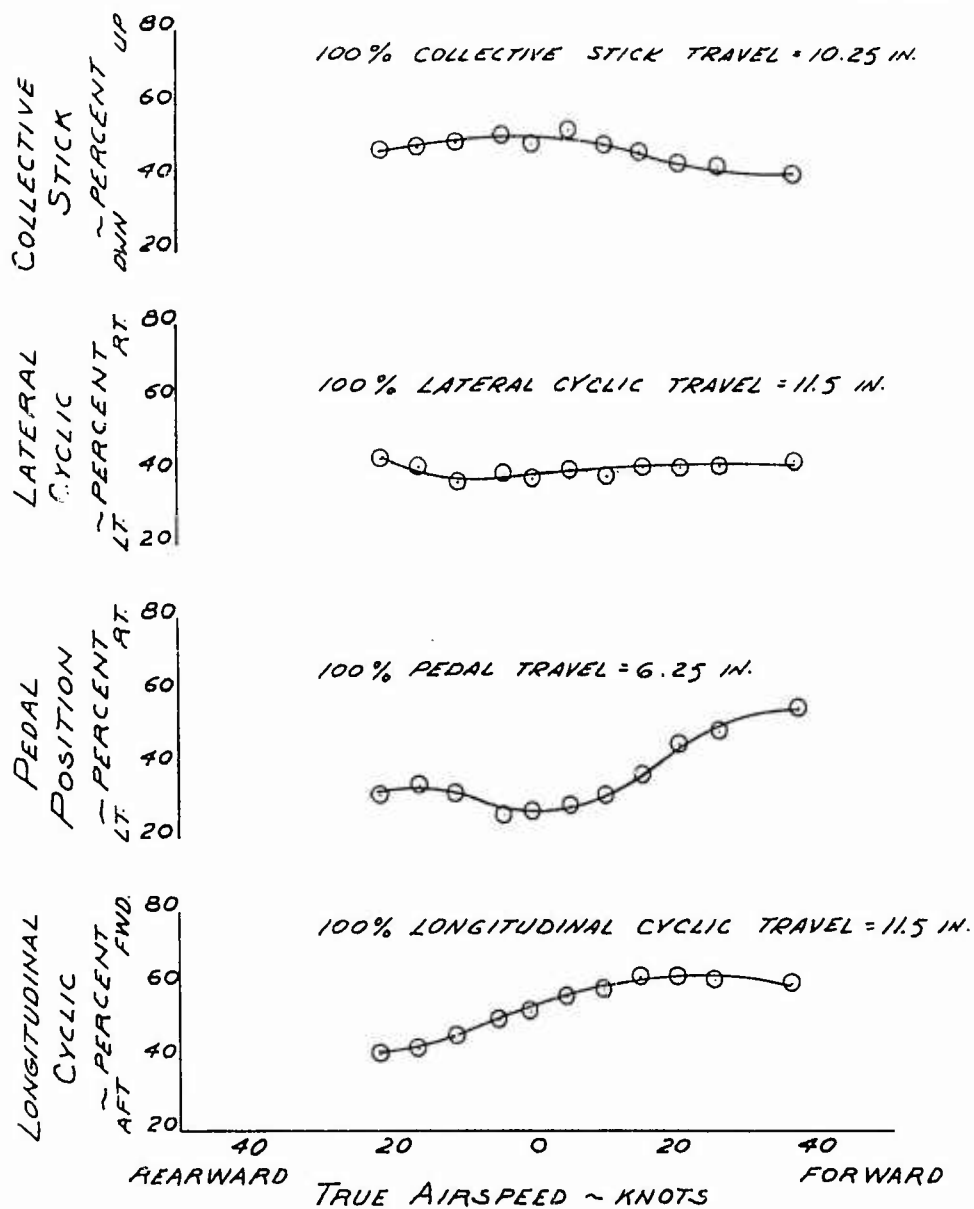 COLLECTIVE
STICK
~PERCENT
DWN UP
80
60
40
20
100% COLLECTIVE STICK TRAVEL = 10.25 IN.
LATERAL
CYCLIC
~PERCENT
LT. RT.
80
60
40
20
100% LATERAL CYCLIC TRAVEL = 11.5 IN.
PEDAL
POSITION
~PERCENT
LT. RT.
80
60
40
20
100% PEDAL TRAVEL = 6.25 IN.
LONGITUDINAL
CYCLIC
~PERCENT
AFT FWD.
80
60
40
20
100% LONGITUDINAL CYCLIC TRAVEL = 11.5 IN.
40 20 0 20 40
REARWARD FORWARD
TRUE AIRSPEED ~ KNOTS